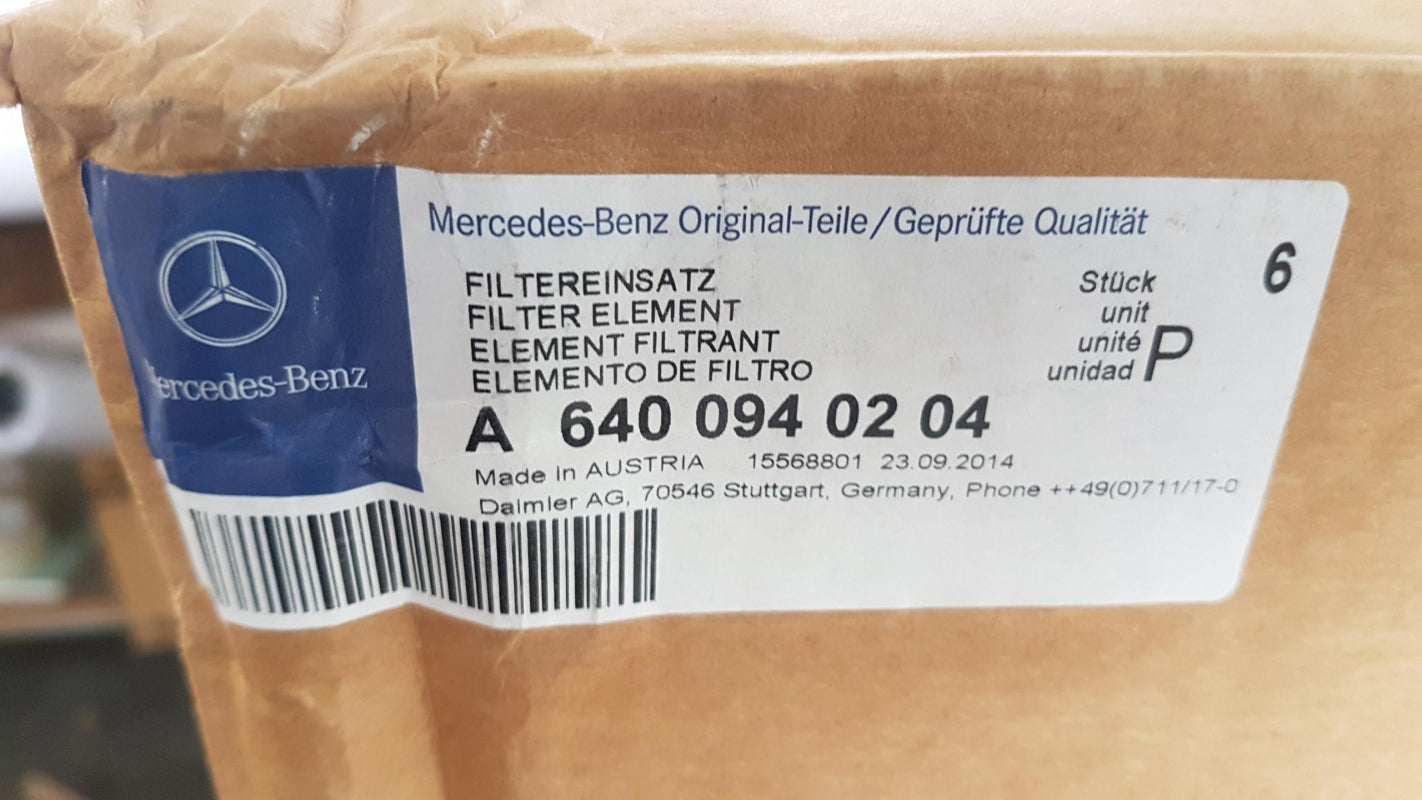 Mercedes-Benz Original-Teile/Geprüfte Qualität
FILTEREINSATZ
FILTER ELEMENT
ELEMENT FILTRANT
ELEMENTO DE FILTRO
Stück
unit
unité
unidad
P
6
A 640 094 02 04
Made in AUSTRIA 15568801 23.09.2014
Daimler AG, 70546 Stuttgart, Germany, Phone ++49(0)711/17-0
Mercedes-Benz